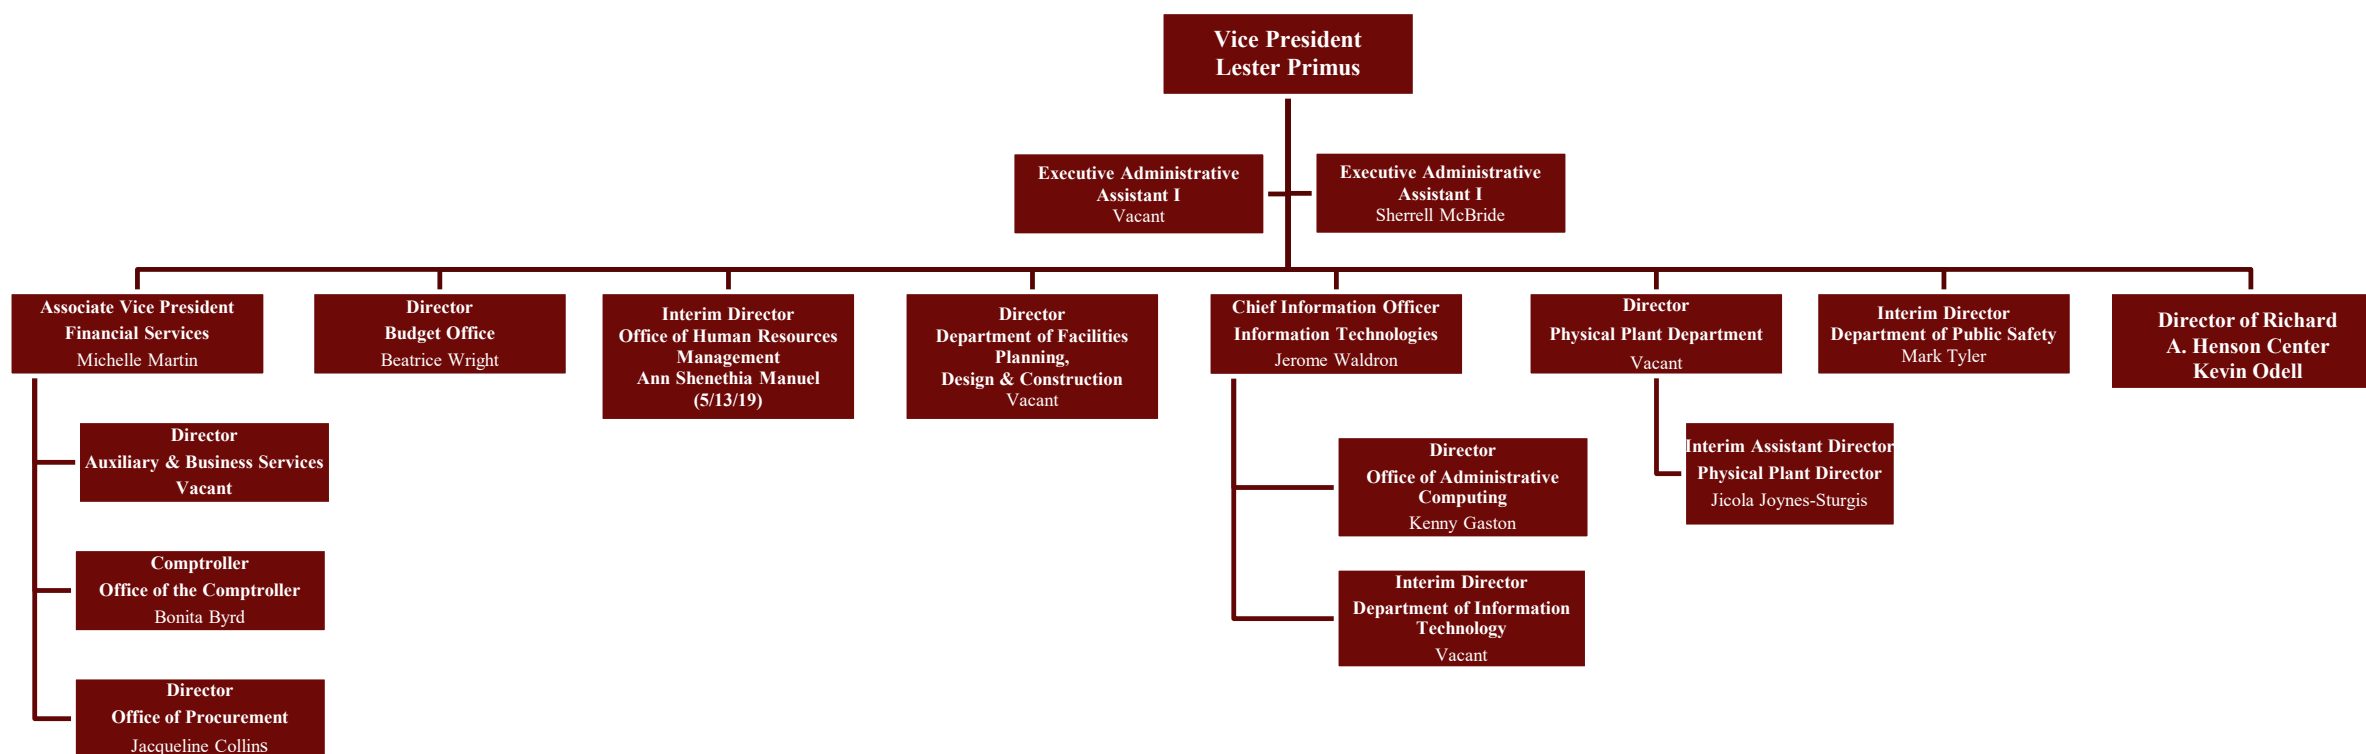 Vice President
Lester Primus
Executive Administrative
Assistant I
Vacant
Executive Administrative
Assistant I
Sherrell McBride
Associate Vice President
Financial Services
Michelle Martin
Director
Budget Office
Beatrice Wright
Interim Director
Office of Human Resources
Management
Ann Shenethia Manuel
(5/13/19)
Director
Department of Facilities
Planning,
Design & Construction
Vacant
Chief Information Officer
Information Technologies
Jerome Waldron
Director
Physical Plant Department
Vacant
Interim Director
Department of Public Safety
Mark Tyler
Director of Richard
A. Henson Center
Kevin Odell
Director
Auxiliary & Business Services
Vacant
Comptroller
Office of the Comptroller
Bonita Byrd
Director
Office of Procurement
Jacqueline Collins
Director
Office of Administrative
Computing
Kenny Gaston
Interim Director
Department of Information
Technology
Vacant
Interim Assistant Director
Physical Plant Director
Jicola Joynes-Sturgis